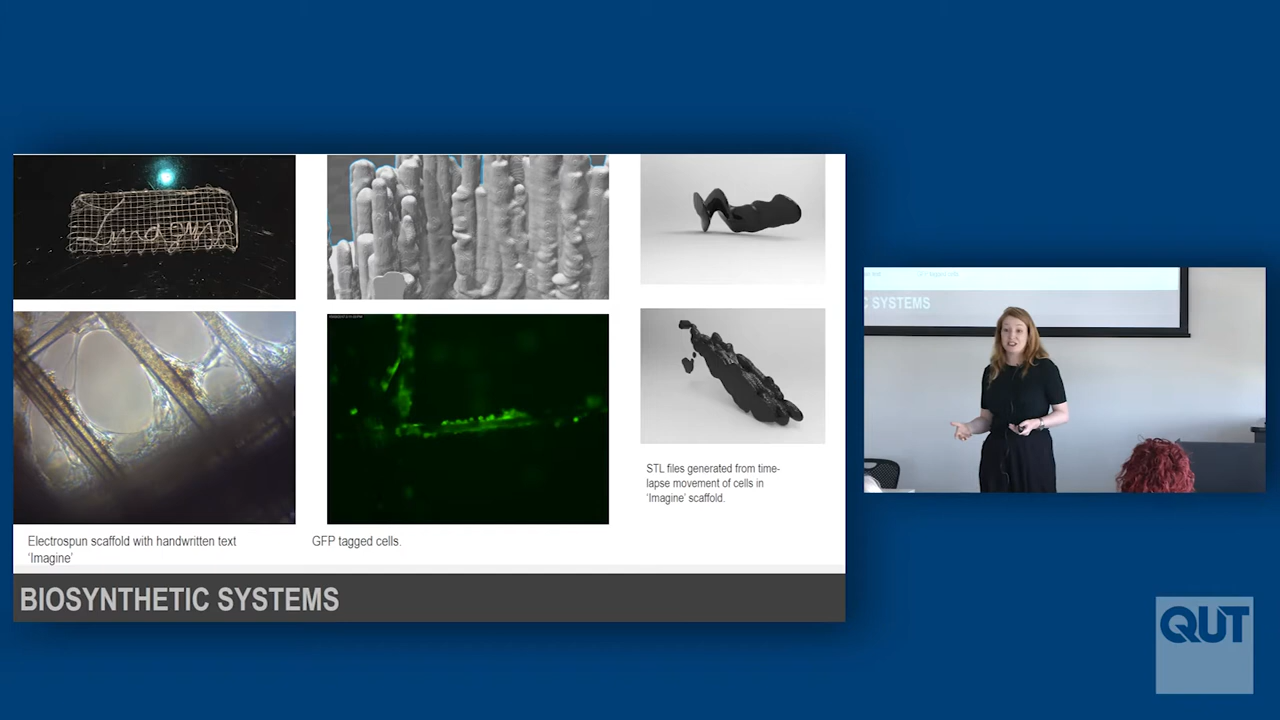 Imagine
Electrospun scaffold with handwritten text
‘Imagine’
GFP tagged cells.
STL files generated from time-
lapse movement of cells in
‘Imagine’ scaffold.
BIOSYNTHETIC SYSTEMS
C SYSTEMS
QUT